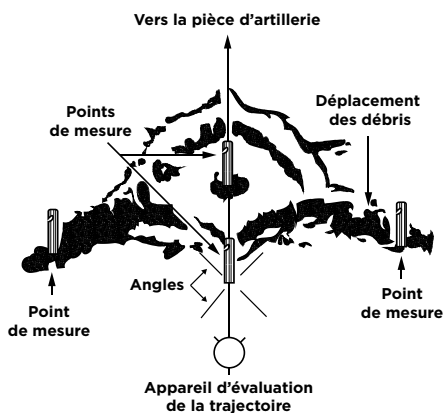 Vers la pièce d'artillerie
Points
de mesure
Déplacement
des débris
Angles
Point
de mesure
Point
de mesure
Appareil d'évaluation
de la trajectoire